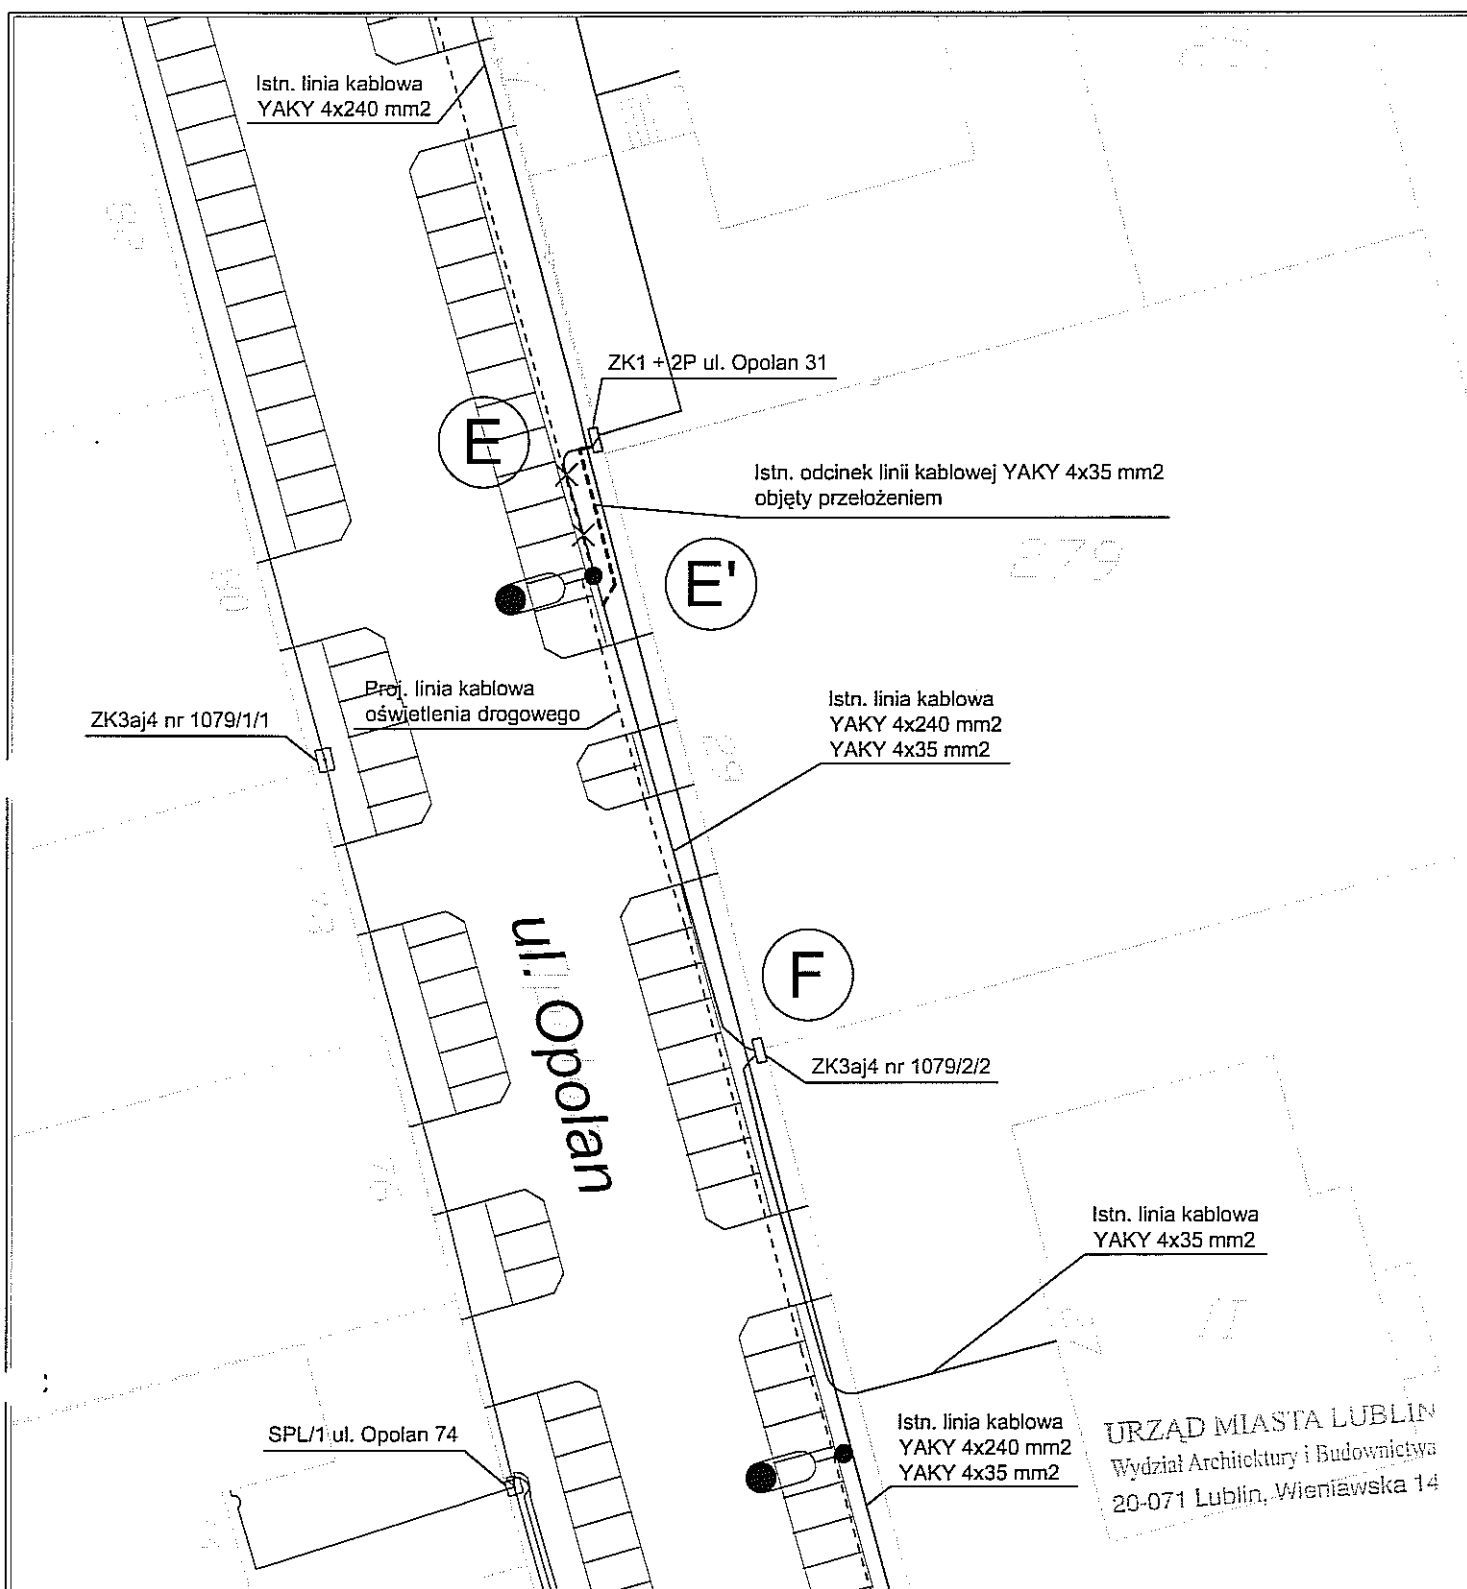 Istn. linia kablowa
YAKY 4x240 mm2
ZK1 + 2P ul. Opolan 31
E
Istn. odcinek linii kablowej YAKY 4x35 mm2
objęty przełożeniem
279
E'
Proj. linia kablowa
oświetlenia drogowego
ZK3aj4 nr 1079/1/1
Istn. linia kablowa
YAKY 4x240 mm2
YAKY 4x35 mm2
ul. Opolan
F
ZK3aj4 nr 1079/2/2
Istn. linia kablowa
YAKY 4x35 mm2
SPL/1 ul. Opolan 74
Istn. linia kablowa
YAKY 4x240 mm2
YAKY 4x35 mm2
URZĄD MIASTA LUBLIN
Wydział Architektury i Budownictwa
20-071 Lublin, Wieniawska 14